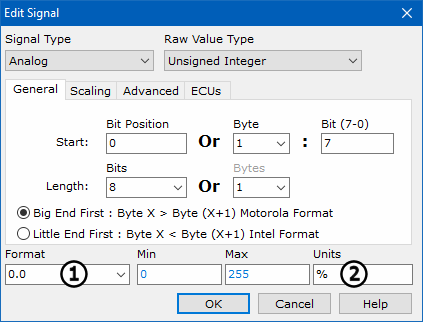 Edit Signal
Signal Type Raw Value Type
Analog Unsigned Integer
General Scaling Advanced ECUs
Bit Position Byte Bit (7-0)
Start: 0 Or 1 : 7
Bits Bytes
Length: 8 Or 1
Big End First : Byte X > Byte (X+1) Motorola Format
Little End First : Byte X < Byte (X+1) Intel Format
Format Min Max Units
0.0 1 0 255 % 2
OK Cancel Help